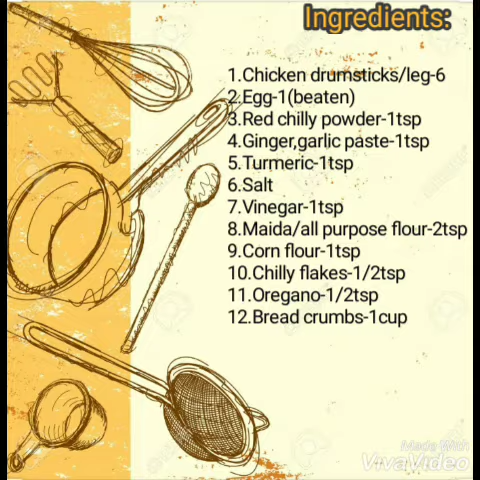 Ingredients:
1.Chicken drumsticks/leg-6
2.Egg-1(beaten)
3.Red chilly powder-1tsp
4.Ginger,garlic paste-1tsp
5.Turmeric-1tsp
6.Salt
7.Vinegar-1tsp
8.Maida/all purpose flour-2tsp
9.Corn flour-1tsp
10.Chilly flakes-1/2tsp
11.Oregano-1/2tsp
12.Bread crumbs-1cup
Made With
VivaVideo